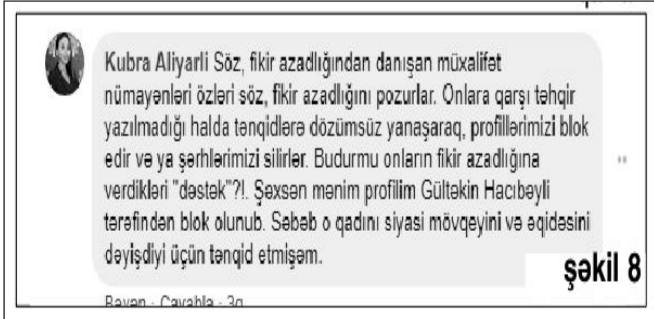 Kubra Aliyarli Söz, fikir azadlığından danışan müxalifət
nümayənləri özləri söz, fikir azadlığını pozurlar. Onlara qarşı təhqir
yazılmadığı halda tənqidlərə dözümsüz yanaşaraq, profillərimizi blok
edir və ya şərhlərimizi silirlər. Budurmu onların fikir azadlığına
verdikləri "dəstək"?!. Şəxsən mənim profilim Gültəkin Hacıbəyli
tərəfindən blok olunub. Səbəb o qadını siyasi mövqeyini və əqidəsini
dəyişdiyi üçün tənqid etmişəm.
şəkil 8
Bəyən · Cavabla · 3q